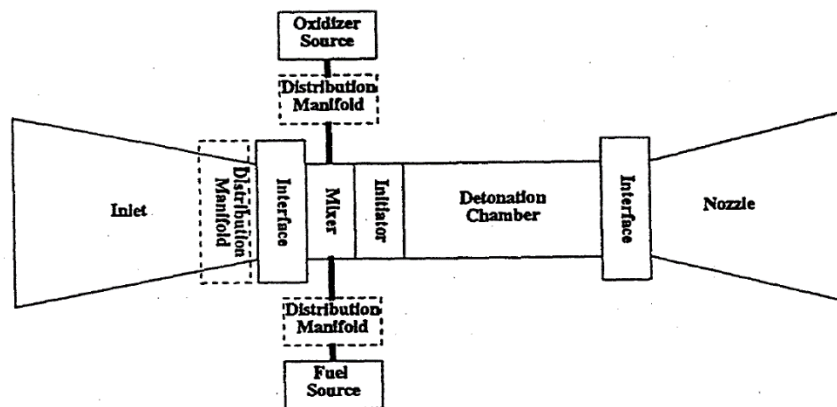 Oxidizer
Source
Distribution
Manifold
Inlet
Distribution
Manifold
Interface
Mixer
Initiator
Detonation
Chamber
Interface
Nozzle
Distribution
Manifold
Fuel
Source